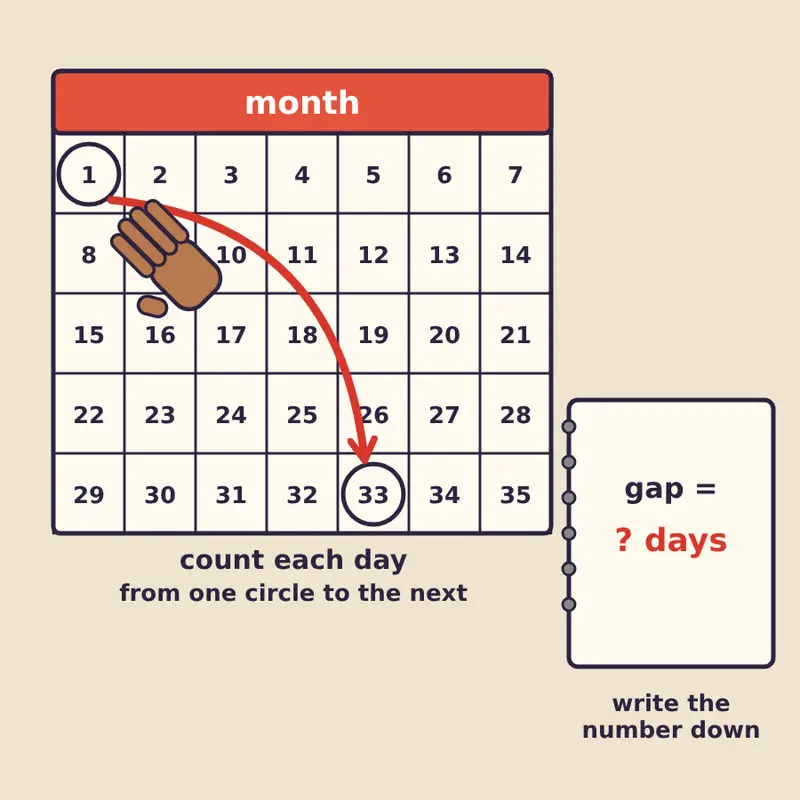 month
1 2 3 4 5 6 7
8 10 11 12 13 14
15 16 17 18 19 20 21
22 23 24 25 26 27 28
29 30 31 32 33 34 35
count each day
from one circle to the next
gap =
? days
write the
number down